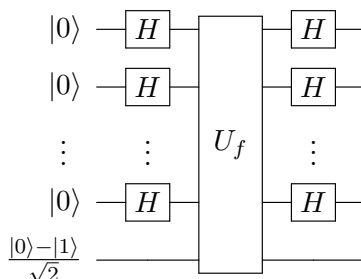 |0⟩ H H
|0⟩ H H
⋮ ⋮ U_f ⋮
|0⟩ H H
|0⟩−|1⟩
√2